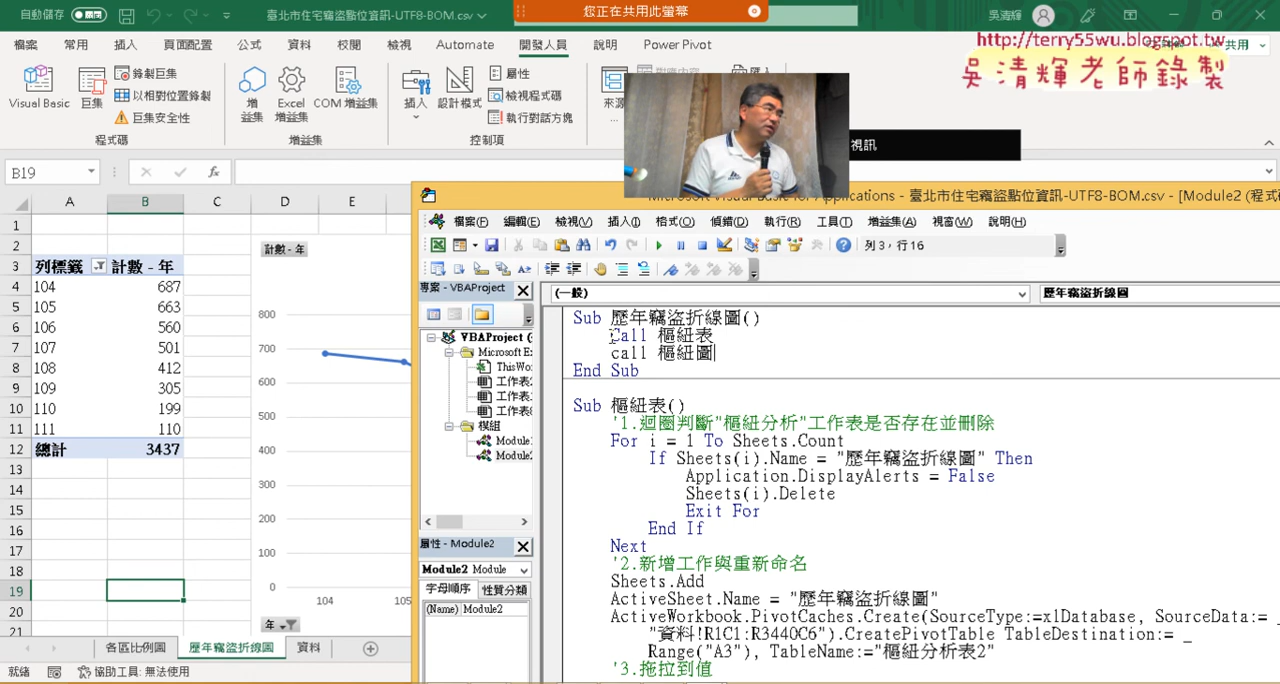 自動儲存
臺北市住宅竊盜點位資訊-UTF8-BOM.csv
您正在共用此螢幕
吳清輝
檔案 常用 插入 頁面配置 公式 資料 校閱 檢視 Automate 開發人員 說明 Power Pivot
共用
http://terry55wu.blogspot.tw
吳清輝老師錄製
Visual Basic
巨集
錄製巨集
以相對位置錄製
巨集安全性
程式碼
增益集
Excel 增益集
COM 增益集
增益集
插入
設計模式
屬性
檢視程式碼
執行對話方塊
控制項
視訊
B19
fx
A B C D E
列標籤 計數 - 年
104 687
105 663
106 560
107 501
108 412
109 305
110 199
111 110
總計 3437
計數 - 年
800
700
600
500
400
300
200
100
0
104
年
各區比例圖 歷年竊盜折線圖 資料
就緒
協助工具: 無法使用
Applications - 臺北市住宅竊盜點位資訊-UTF8-BOM.csv - [Module2
檔案(F) 編輯(E) 檢視(V) 插入(I) 格式(O) 偵錯(D) 執行(R) 工具(T) 增益集(A) 視窗(W) 說明(H)
列 3，行 16
專案 - VBAProject
VBAProject (
Microsoft E
ThisWo
模組
Module
Module
屬性 - Module2
Module2 Module
字母順序 性質分類
(Name) Module2
(一般)
歷年竊盜折線圖
Sub 歷年竊盜折線圖()
Call 樞紐表
call 樞紐圖
End Sub
Sub 樞紐表()
'1.迴圈判斷"樞紐分析"工作表是否存在並刪除
For i = 1 To Sheets.Count
If Sheets(i).Name = "歷年竊盜折線圖" Then
Application.DisplayAlerts = False
Sheets(i).Delete
Exit For
End If
Next
'2.新增工作與重新命名
Sheets.Add
ActiveSheet.Name = "歷年竊盜折線圖"
ActiveWorkbook.PivotCaches.Create(SourceType:=xlDatabase, SourceData:= _
"資料!R1C1:R3440C6").CreatePivotTable TableDestination:= _
Range("A3"), TableName:="樞紐分析表2"
'3.拖拉到值